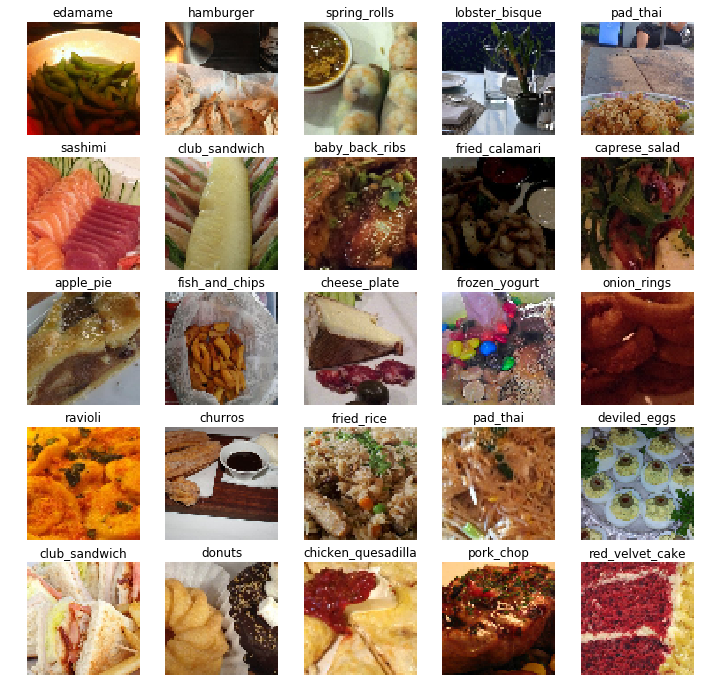 edamame
hamburger
spring_rolls
lobster_bisque
pad_thai
sashimi
club_sandwich
baby_back_ribs
fried_calamari
caprese_salad
apple_pie
fish_and_chips
cheese_plate
frozen_yogurt
onion_rings
ravioli
churros
fried_rice
pad_thai
deviled_eggs
club_sandwich
donuts
chicken_quesadilla
pork_chop
red_velvet_cake